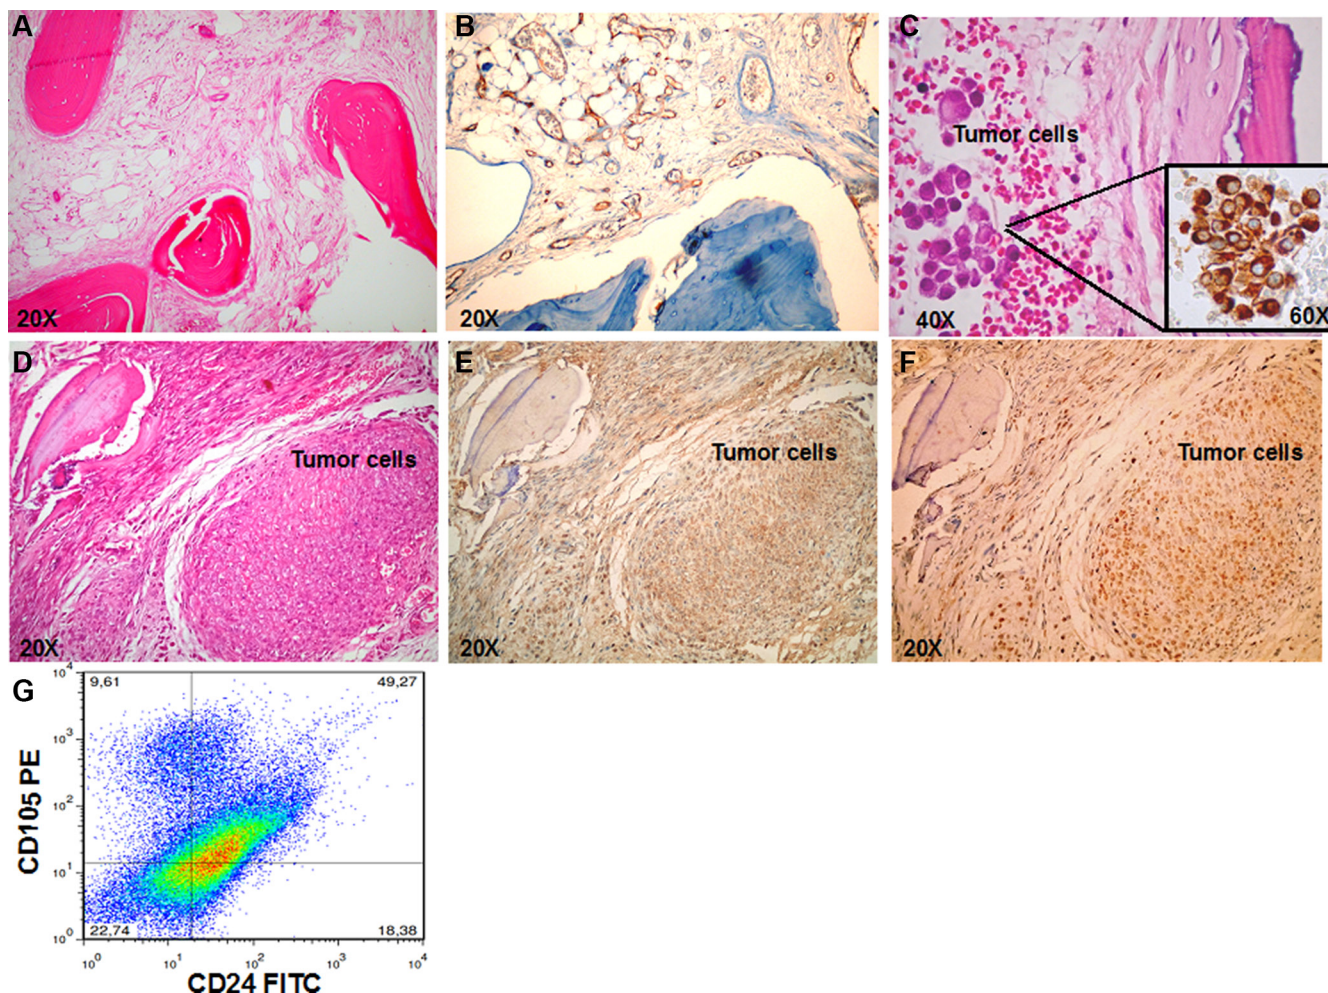 A
B
C
Tumor cells
20X
20X
40X
60X
D
E
F
Tumor cells
Tumor cells
Tumor cells
20X
20X
20X
G
10^4
9,61
49,27
10^3
10^2
10^1
10^0
22,74
18,38
10^0 10^1 10^2 10^3 10^4
CD105 PE
CD24 FITC